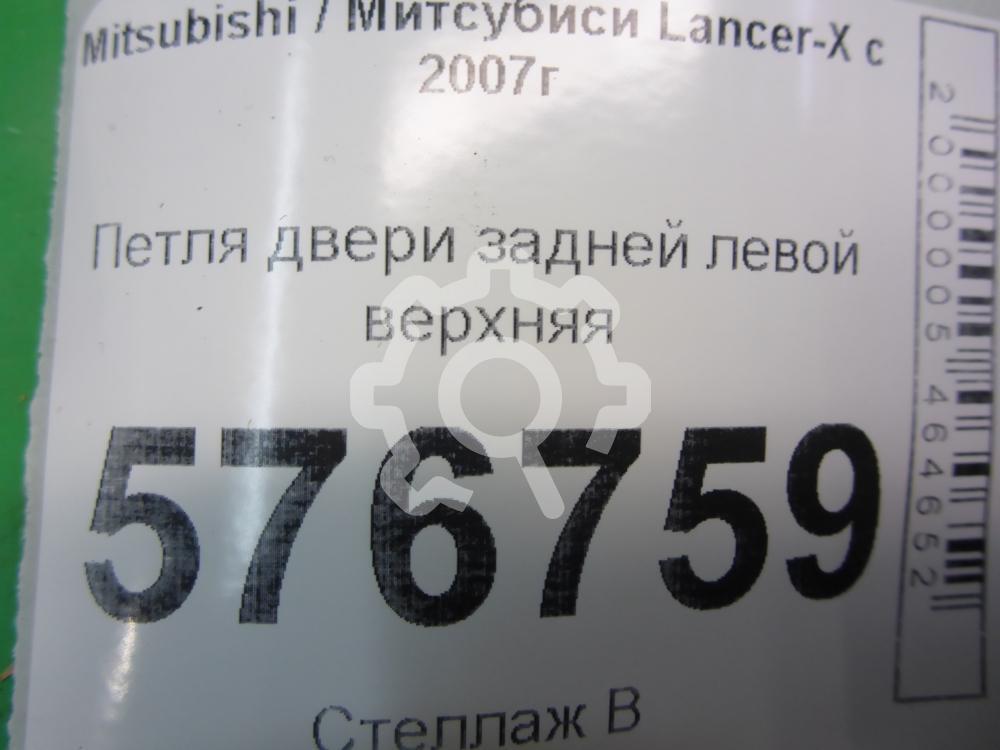 Mitsubishi / Митсубиси Lancer-X с
2007г
Петля двери задней левой
верхняя
576759
Стеллаж В
2000005464652